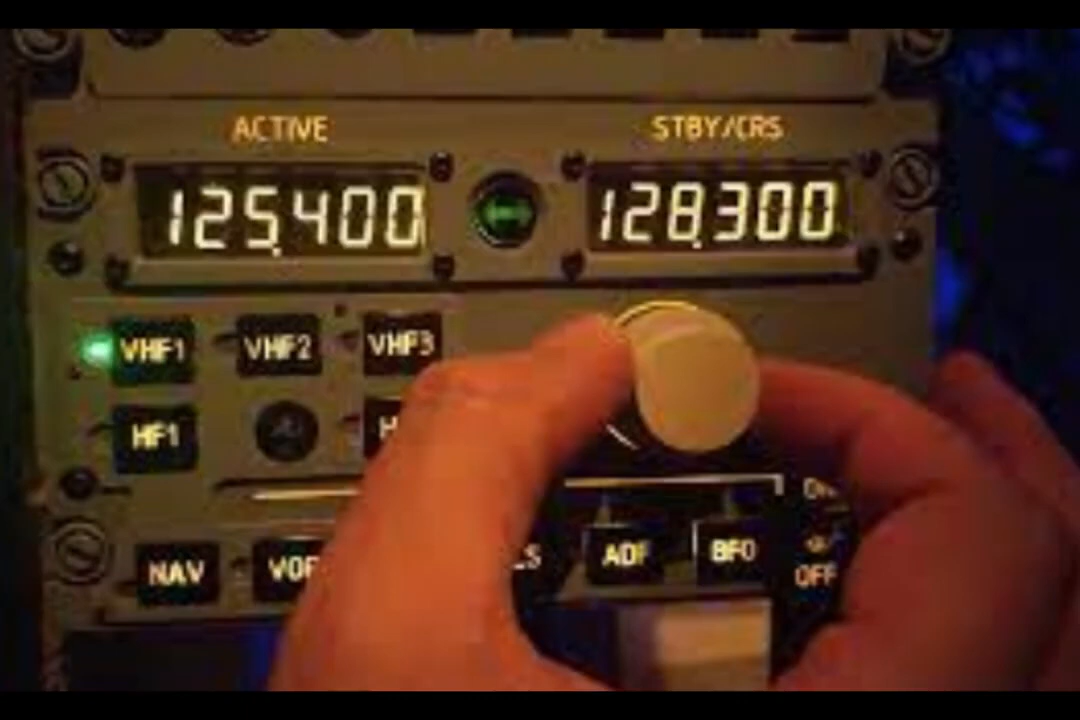 ACTIVE STBY/CRS
125.400 128.300
VHF1 VHF2 VHF3
HF1
NAV ADF BFO
OFF